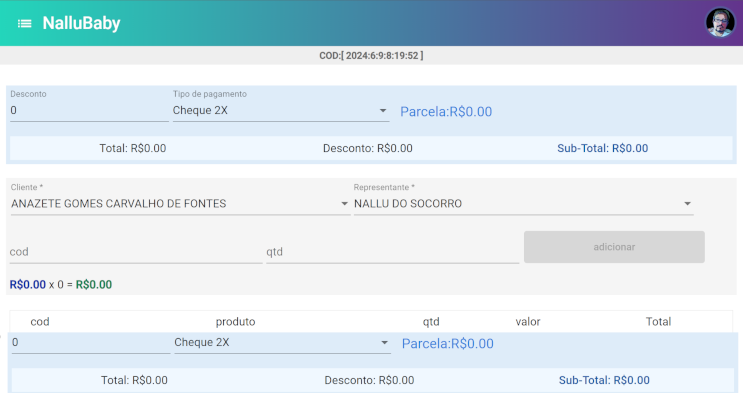 NalluBaby
COD:[ 2024:6:9:8:19:52 ]
Desconto Tipo de pagamento
0 Cheque 2X Parcela:R$0.00
Total: R$0.00 Desconto: R$0.00 Sub-Total: R$0.00
Cliente * Representante *
ANAZETE GOMES CARVALHO DE FONTES NALLU DO SOCORRO
cod qtd adicionar
R$0.00 x 0 = R$0.00
cod produto qtd valor Total
0 Cheque 2X Parcela:R$0.00
Total: R$0.00 Desconto: R$0.00 Sub-Total: R$0.00